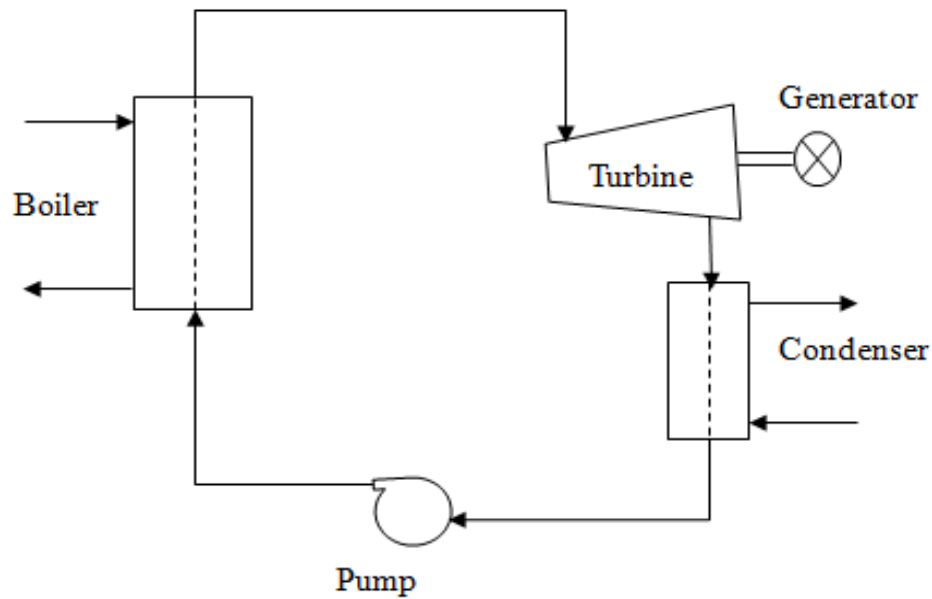 Generator
Turbine
Boiler
Condenser
Pump